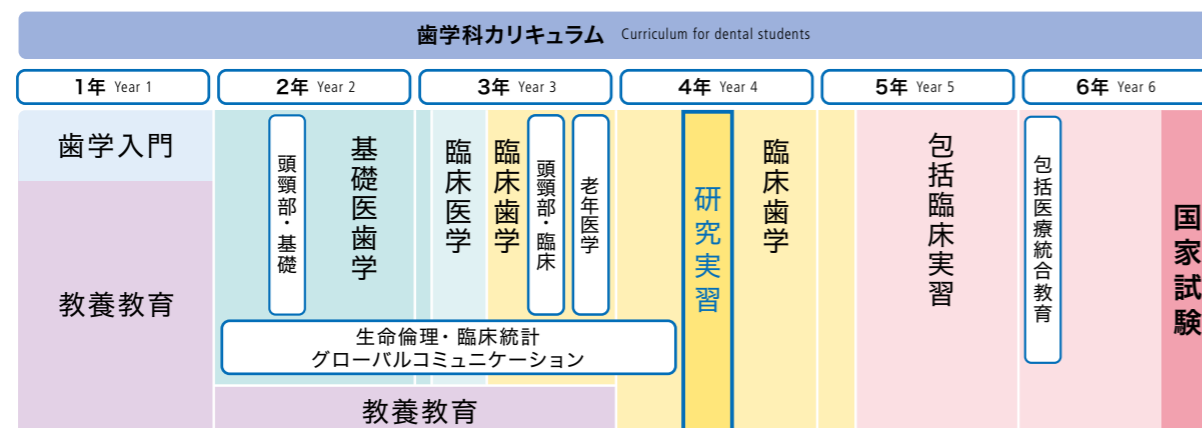 歯学科カリキュラム Curriculum for dental students
1年 Year 1
2年 Year 2
3年 Year 3
4年 Year 4
5年 Year 5
6年 Year 6
歯学入門
教養教育
頭頸部・基礎
基礎医歯学
臨床医学
臨床歯学
頭頸部・臨床
老年医学
生命倫理・臨床統計
グローバルコミュニケーション
教養教育
研究実習
臨床歯学
包括臨床実習
包括医療統合教育
国家試験